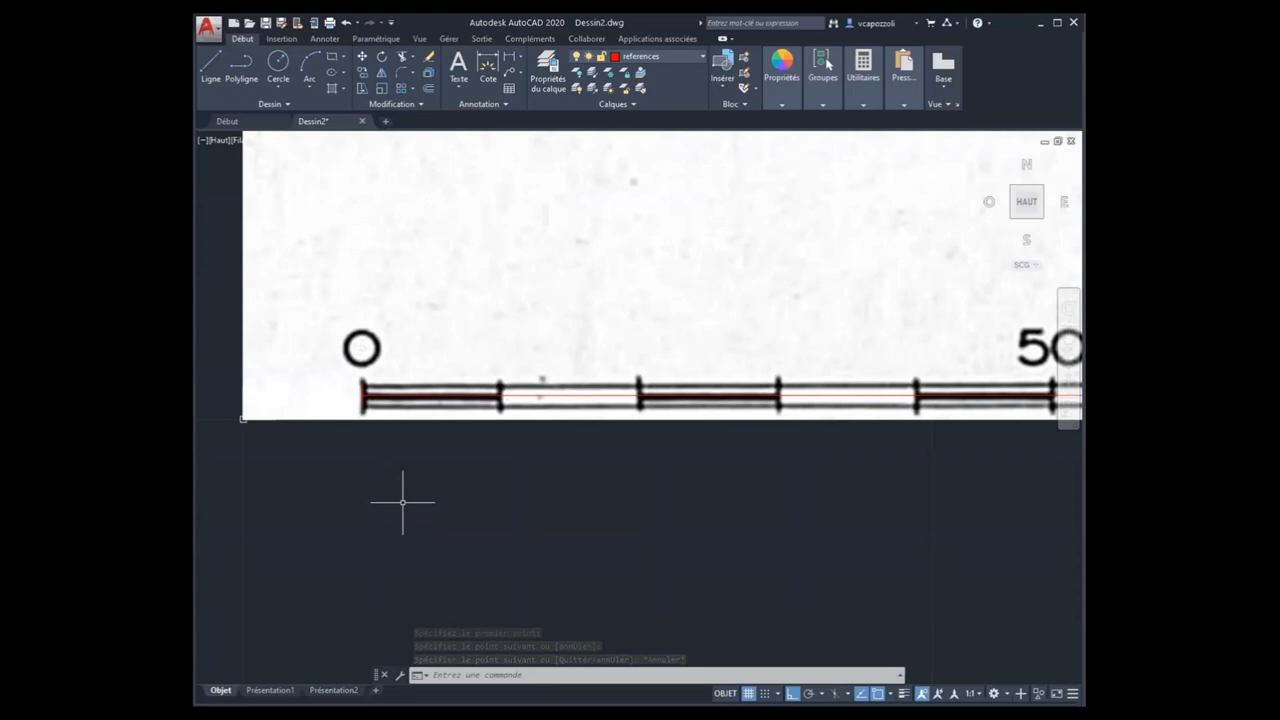 Autodesk AutoCAD 2020 Dessin2.dwg
Entrez mot-clé ou expression
vcapozzoli
Début Insertion Annoter Paramétrique Vue Gérer Sortie Compléments Collaborer Applications associées
references
Ligne Polyligne Cercle Arc
Texte Cote
Propriétés du calque
Insérer
Propriétés Groupes Utilitaires Press... Base
Dessin Modification Annotation Calques Bloc Vue
Début Dessin2*
[−][Haut][Fil
N
O HAUT E
S
SCG
0 50
Spécifiez le premier point:
Spécifiez le point suivant ou [annUler]:
Spécifier le point suivant ou [Quitter/annUler]: *Annuler*
Entrez une commande
Objet Présentation1 Présentation2
OBJET
1:1